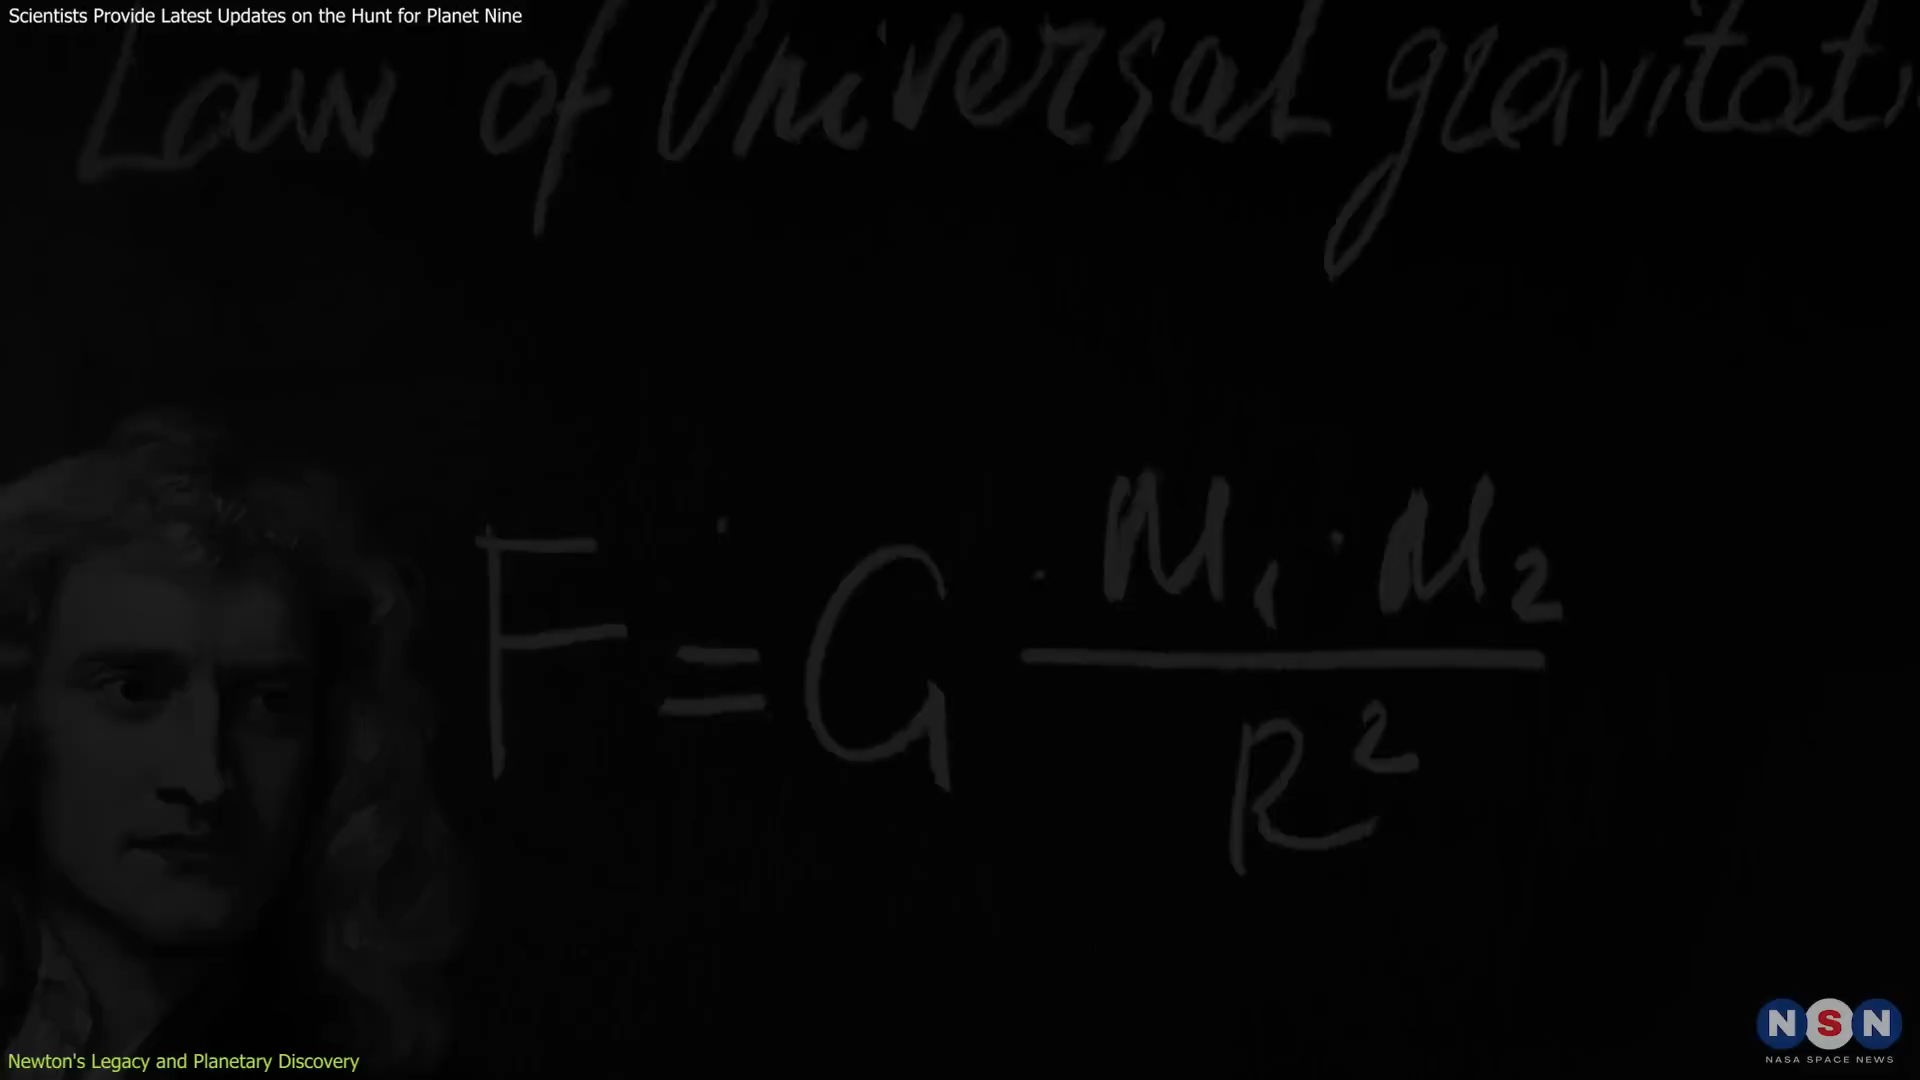 Scientists Provide Latest Updates on the Hunt for Planet Nine
Law of Universal gravitati
F = G · M₁ · M₂
R²
Newton's Legacy and Planetary Discovery
NSN
NASA SPACE NEWS